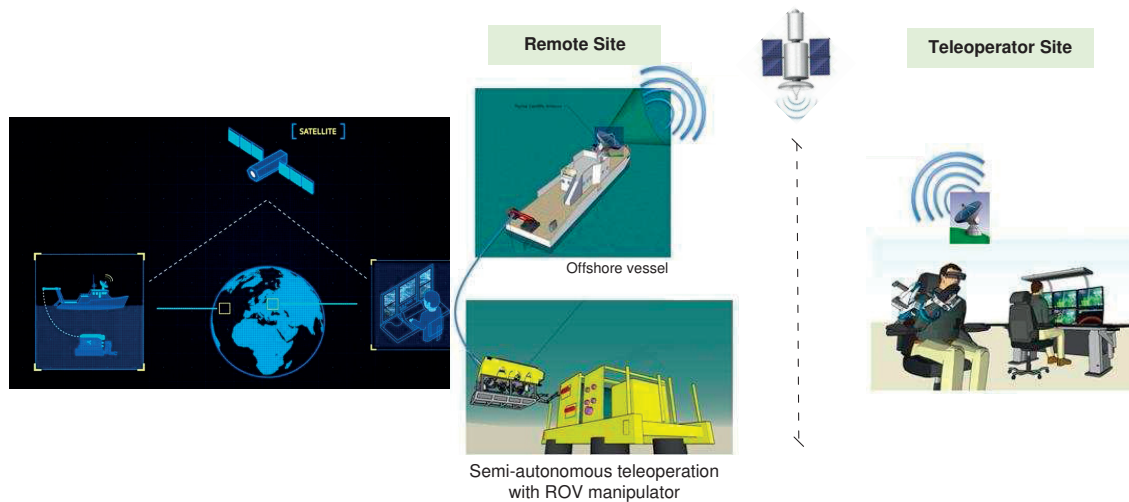 Remote Site
Teleoperator Site
[ SATELLITE ]
Offshore vessel
Semi-autonomous teleoperation
with ROV manipulator